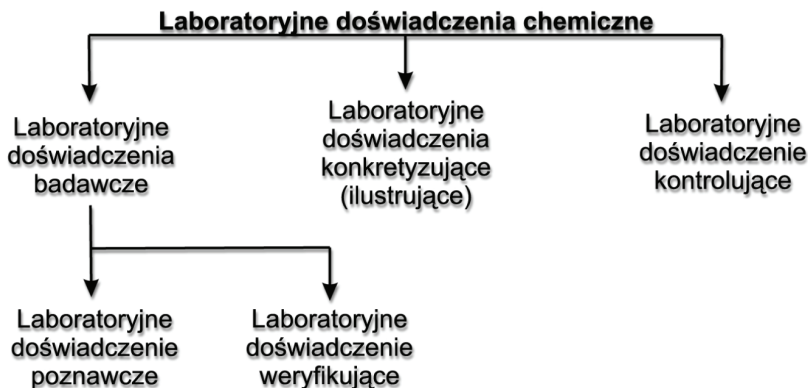 Laboratoryjne doświadczenia chemiczne
Laboratoryjne
doświadczenia
badawcze
Laboratoryjne
doświadczenia
konkretyzujące
(ilustrujące)
Laboratoryjne
doświadczenie
kontrolujące
Laboratoryjne
doświadczenie
poznawcze
Laboratoryjne
doświadczenie
weryfikujące